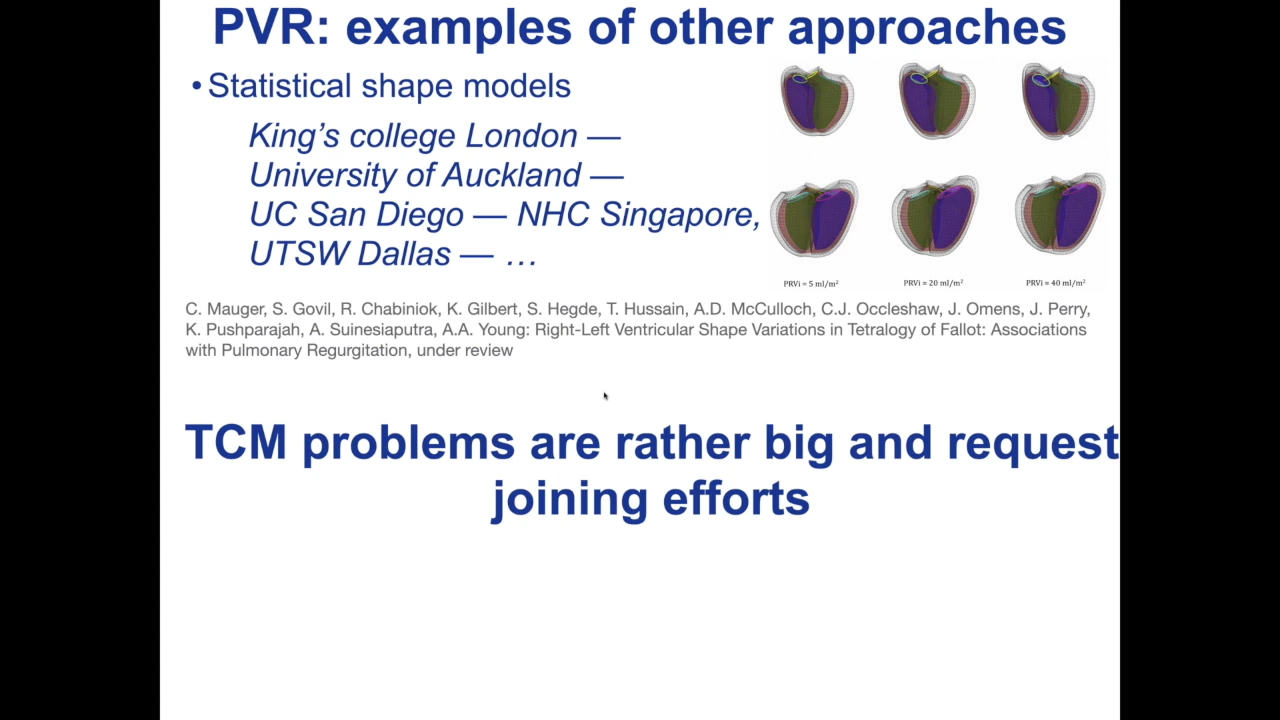 PVR: examples of other approaches
• Statistical shape models
King’s college London —
University of Auckland —
UC San Diego — NHC Singapore,
UTSW Dallas — …
PRVi = 5 ml/m²
PRVi = 20 ml/m²
PRVi = 40 ml/m²
C. Mauger, S. Govil, R. Chabiniok, K. Gilbert, S. Hegde, T. Hussain, A.D. McCulloch, C.J. Occleshaw, J. Omens, J. Perry,
K. Pushparajah, A. Suinesiaputra, A.A. Young: Right-Left Ventricular Shape Variations in Tetralogy of Fallot: Associations
with Pulmonary Regurgitation, under review
TCM problems are rather big and request
joining efforts